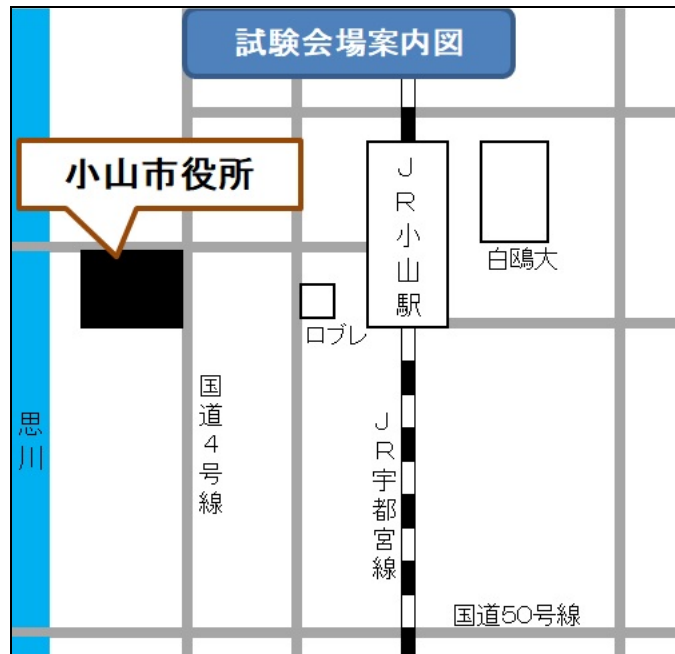 試験会場案内図
小山市役所
JR小山駅
白鴎大
ロブレ
国道4号線
思川
JR宇都宮線
国道50号線